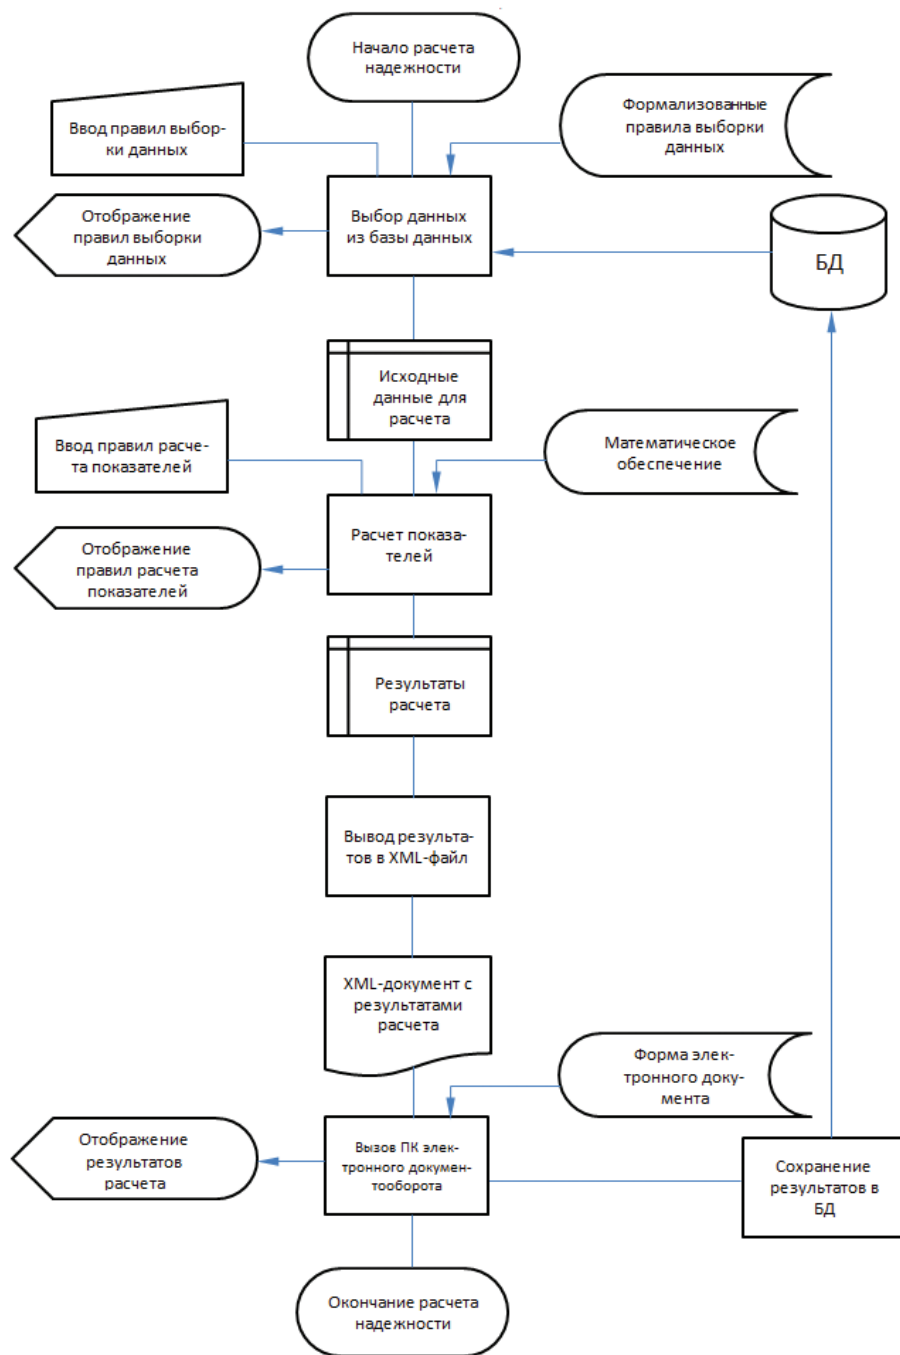 Начало расчета
надежности
Ввод правил выбор-
ки данных
Формализованные
правила выборки
данных
Отображение
правил выборки
данных
Выбор данных
из базы данных
БД
Исходные
данные для
расчета
Ввод правил расче-
та показателей
Математическое
обеспечение
Отображение
правил расчета
показателей
Расчет показа-
телей
Результаты
расчета
Вывод результа-
тов в XML-файл
XML-документ с
результатами
расчета
Форма элек-
тронного доку-
мента
Отображение
результатов
расчета
Вызов ПК элек-
тронного докумен-
тооборота
Сохранение
результатов в
БД
Окончание расчета
надежности